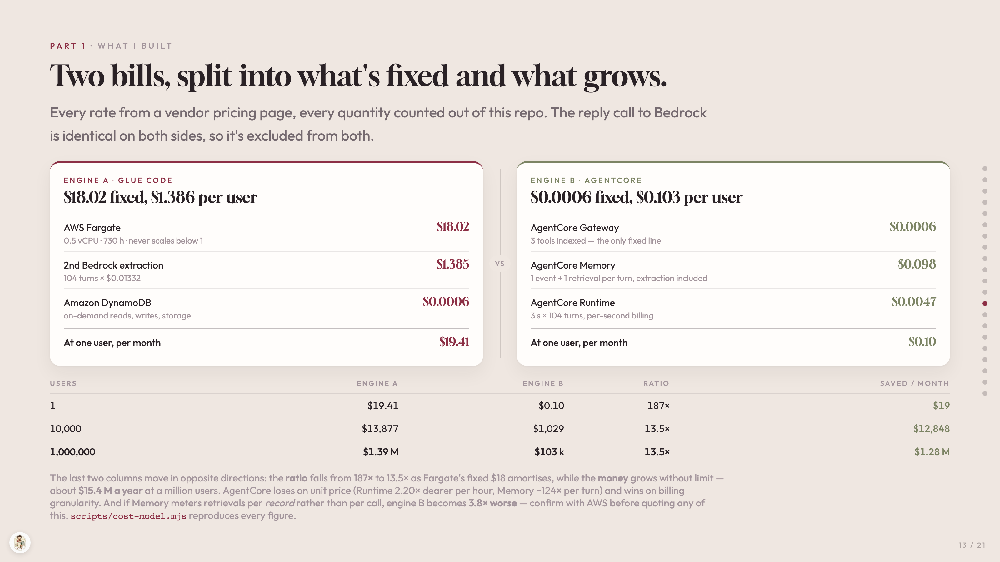 PART 1 · WHAT I BUILT
Two bills, split into what's fixed and what grows.
Every rate from a vendor pricing page, every quantity counted out of this repo. The reply call to Bedrock
is identical on both sides, so it's excluded from both.
ENGINE A · GLUE CODE
$18.02 fixed, $1.386 per user
AWS Fargate $18.02
0.5 vCPU · 730 h · never scales below 1
2nd Bedrock extraction $1.385
104 turns × $0.01332
Amazon DynamoDB $0.0006
on-demand reads, writes, storage
At one user, per month $19.41
VS
ENGINE B · AGENTCORE
$0.0006 fixed, $0.103 per user
AgentCore Gateway $0.0006
3 tools indexed — the only fixed line
AgentCore Memory $0.098
1 event + 1 retrieval per turn, extraction included
AgentCore Runtime $0.0047
3 s × 104 turns, per-second billing
At one user, per month $0.10
USERS ENGINE A ENGINE B RATIO SAVED / MONTH
1 $19.41 $0.10 187× $19
10,000 $13,877 $1,029 13.5× $12,848
1,000,000 $1.39 M $103 k 13.5× $1.28 M
The last two columns move in opposite directions: the ratio falls from 187× to 13.5× as Fargate's fixed $18 amortises, while the money grows without limit —
about $15.4 M a year at a million users. AgentCore loses on unit price (Runtime 2.20× dearer per hour, Memory ~124× per turn) and wins on billing
granularity. And if Memory meters retrievals per record rather than per call, engine B becomes 3.8× worse — confirm with AWS before quoting any of
this. scripts/cost-model.mjs reproduces every figure.
13 / 21